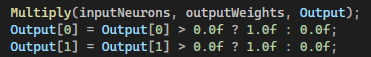 Multiply(inputNeurons, outputWeights, Output);
Output[0] = Output[0] > 0.0f ? 1.0f : 0.0f;
Output[1] = Output[1] > 0.0f ? 1.0f : 0.0f;